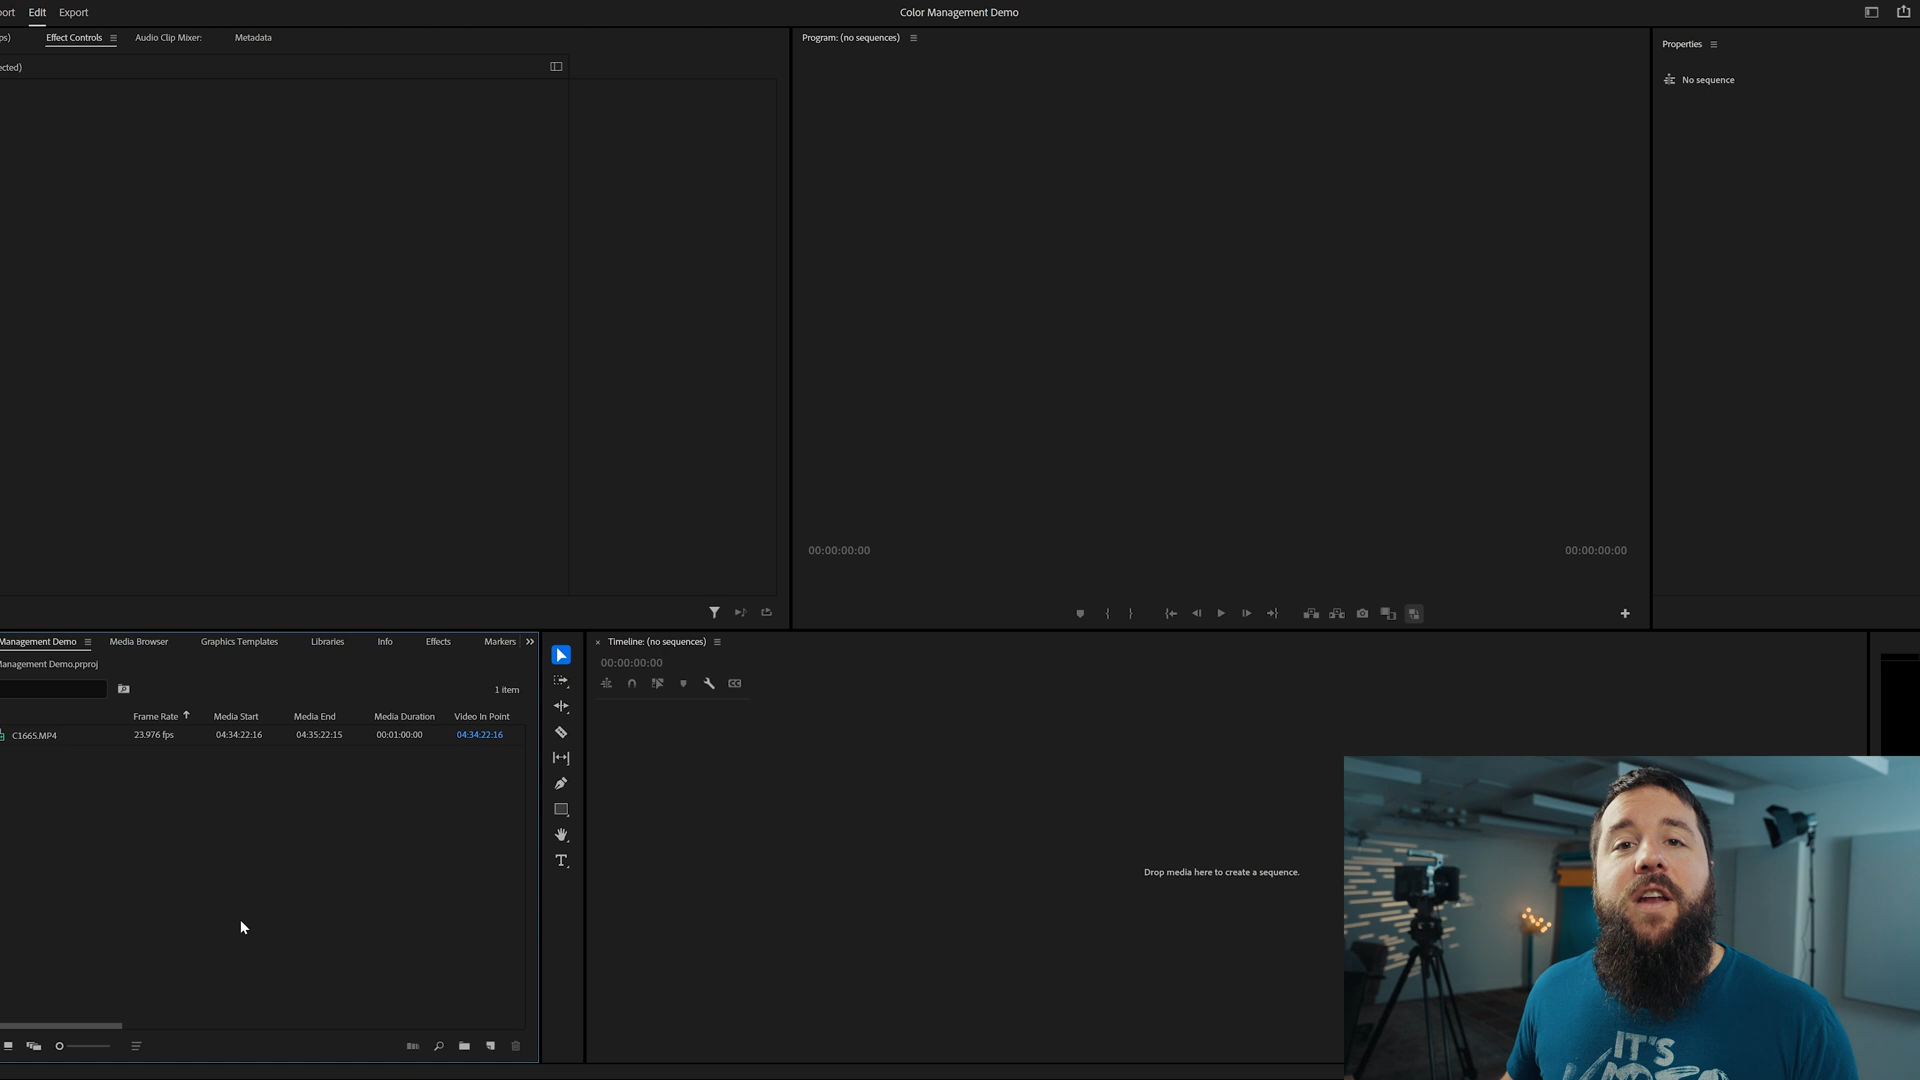 Edit Export
Color Management Demo
Effect Controls Audio Clip Mixer: Metadata
Program: (no sequences)
Properties
No sequence
00:00:00:00 00:00:00:00
Management Demo Media Browser Graphics Templates Libraries Info Effects Markers
Management Demo.prproj
1 item
Frame Rate Media Start Media End Media Duration Video In Point
C1665.MP4 23.976 fps 04:34:22:16 04:35:22:15 00:01:00:00 04:34:22:16
Timeline: (no sequences)
00:00:00:00
CC
T
Drop media here to create a sequence.
IT'S